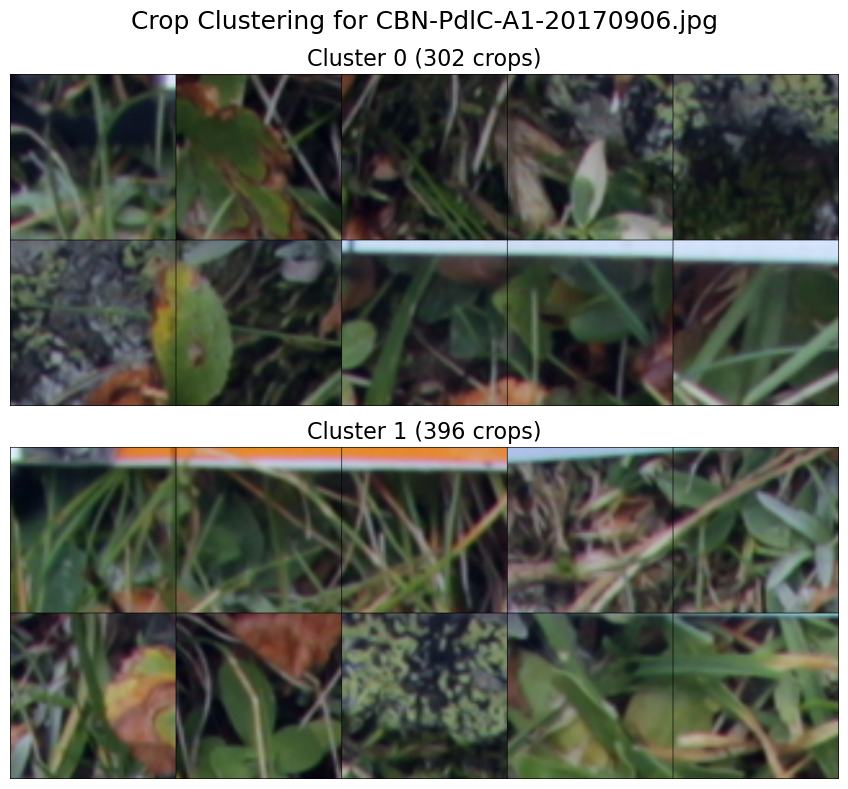 Crop Clustering for CBN-PdlC-A1-20170906.jpg
Cluster 0 (302 crops)
Cluster 1 (396 crops)